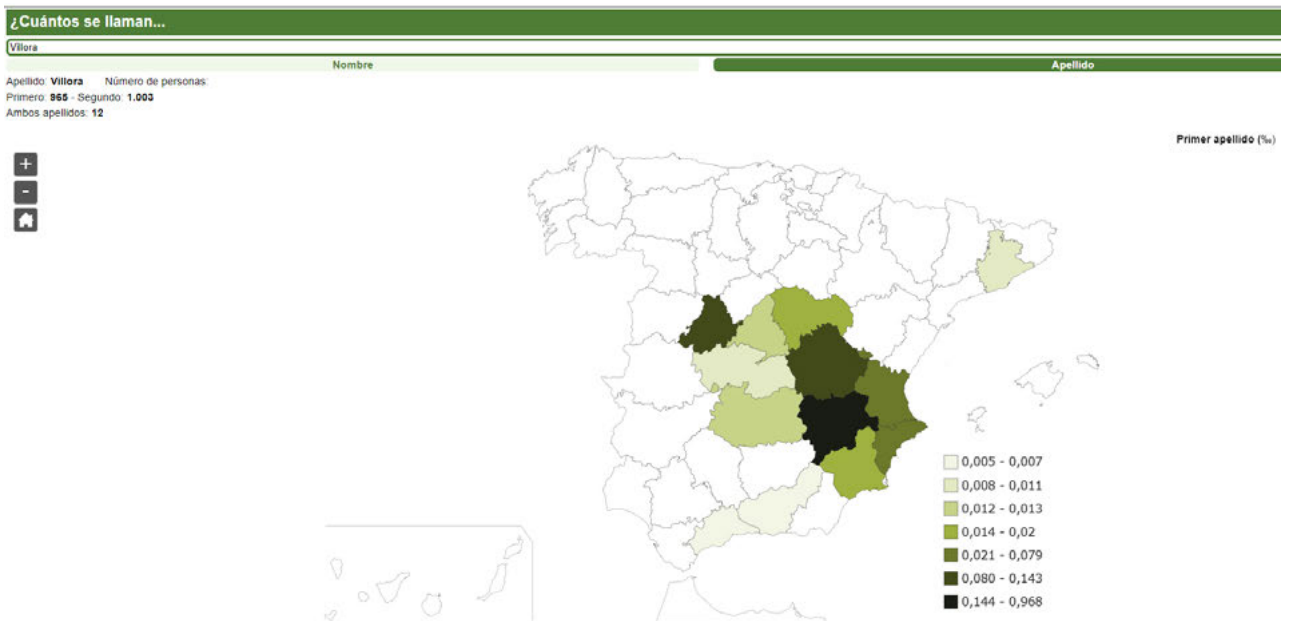 ¿Cuántos se llaman...
Villora
Nombre Apellido
Apellido: Villora Número de personas:
Primero: 965 - Segundo: 1.003
Ambos apellidos: 12
Primer apellido (‰)
+
-
0,005 - 0,007
0,008 - 0,011
0,012 - 0,013
0,014 - 0,02
0,021 - 0,079
0,080 - 0,143
0,144 - 0,968